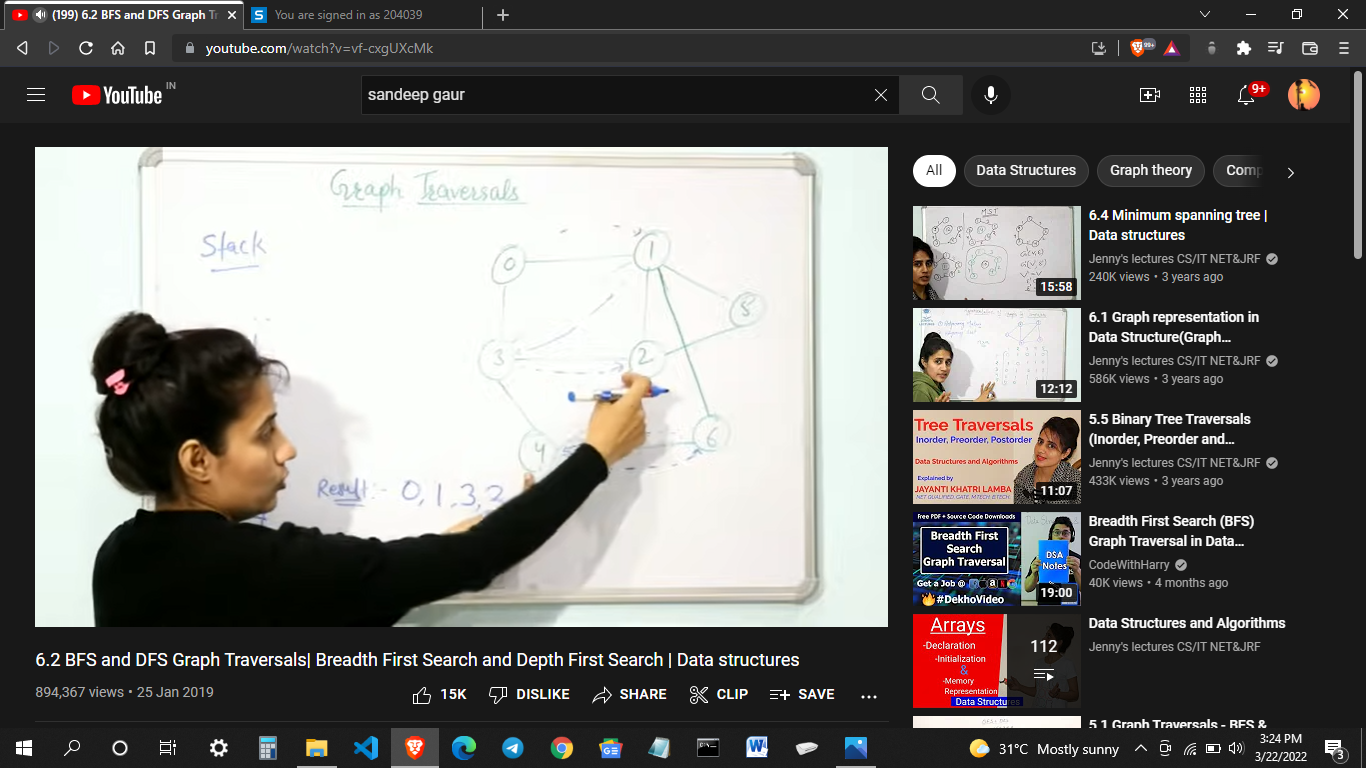 (199) 6.2 BFS and DFS Graph Tr
You are signed in as 204039
youtube.com/watch?v=vf-cxgUXcMk
99+
YouTube IN
sandeep gaur
9+
Graph Traversals
Stack
0
1
5
3
2
4
6
Result:- 0, 1, 3, 2
6.2 BFS and DFS Graph Traversals| Breadth First Search and Depth First Search | Data structures
894,367 views • 25 Jan 2019
15K
DISLIKE
SHARE
CLIP
SAVE
All
Data Structures
Graph theory
Comp
M.S.T
15:58
6.4 Minimum spanning tree |
Data structures
Jenny's lectures CS/IT NET&JRF
240K views • 3 years ago
12:12
6.1 Graph representation in
Data Structure(Graph...
Jenny's lectures CS/IT NET&JRF
586K views • 3 years ago
Tree Traversals
Inorder, Preorder, Postorder
Data Structures and Algorithms
Explained by
JAYANTI KHATRI LAMBA
NET QUALIFIED, GATE, MTECH, BTECH
11:07
5.5 Binary Tree Traversals
(Inorder, Preorder and...
Jenny's lectures CS/IT NET&JRF
433K views • 3 years ago
Free PDF + Source Code Downloads
Breadth First
Search
Graph Traversal
DSA
Notes
Get a Job @
#DekhoVideo
19:00
Breadth First Search (BFS)
Graph Traversal in Data...
CodeWithHarry
40K views • 4 months ago
Arrays
-Declaration
-Initialization
&
-Memory
Representation
Data Structures
112
Data Structures and Algorithms
Jenny's lectures CS/IT NET&JRF
5.1 Graph Traversals - BFS &
31°C Mostly sunny
3:24 PM
3/22/2022
3